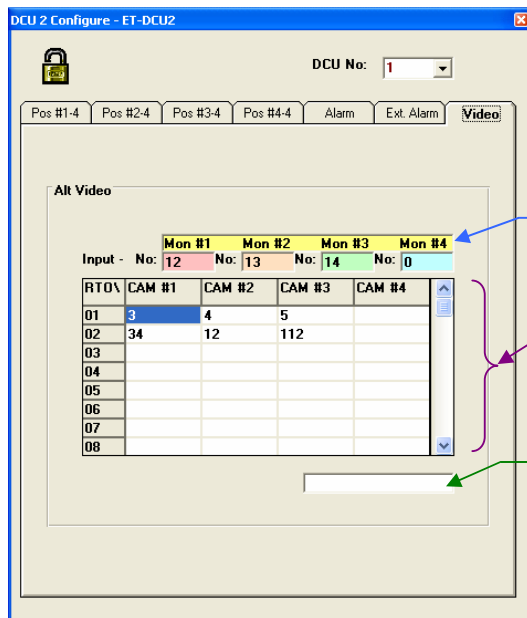 DCU 2 Configure - ET-DCU2
DCU No: 1
Pos #1-4 Pos #2-4 Pos #3-4 Pos #4-4 Alarm Ext. Alarm Video
Alt Video
Mon #1 Mon #2 Mon #3 Mon #4
Input - No: 12 No: 13 No: 14 No: 0
RTO\ CAM #1 CAM #2 CAM #3 CAM #4
01 3 4 5
02 34 12 112
03
04
05
06
07
08